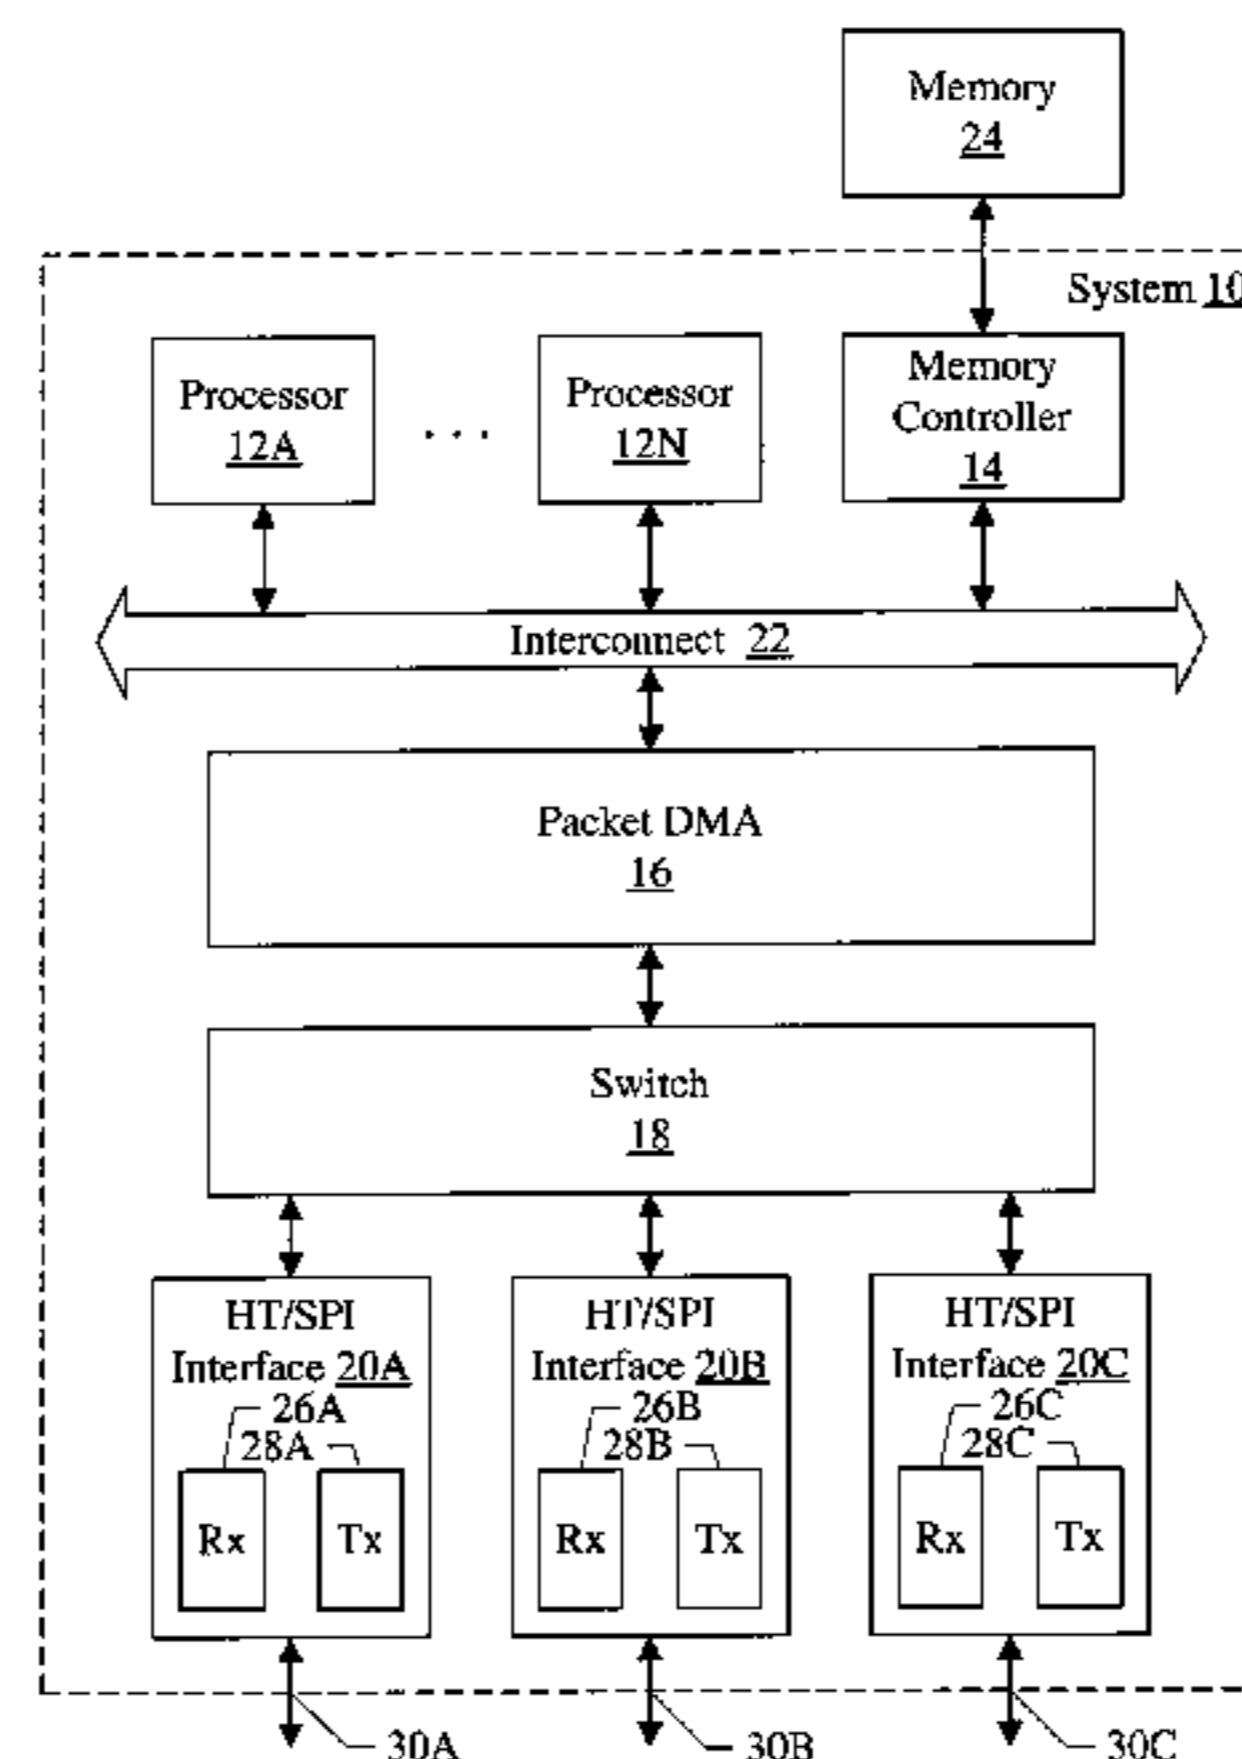 Memory
24
System 10
Processor
12A
. . .
Processor
12N
Memory
Controller
14
Interconnect 22
Packet DMA
16
Switch
18
HT/SPI
Interface 20A
26A
28A
Rx
Tx
HT/SPI
Interface 20B
26B
28B
Rx
Tx
HT/SPI
Interface 20C
26C
28C
Rx
Tx
30A
30B
30C